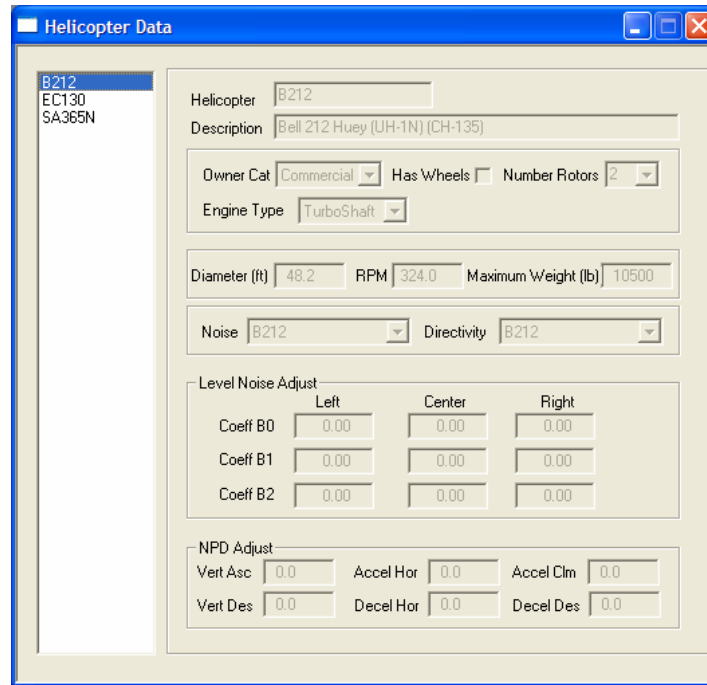 Helicopter Data
B212
EC130
SA365N
Helicopter B212
Description Bell 212 Huey (UH-1N) (CH-135)
Owner Cat Commercial Has Wheels Number Rotors 2
Engine Type TurboShaft
Diameter (ft) 48.2 RPM 324.0 Maximum Weight (lb) 10500
Noise B212 Directivity B212
Level Noise Adjust
Left Center Right
Coeff B0 0.00 0.00 0.00
Coeff B1 0.00 0.00 0.00
Coeff B2 0.00 0.00 0.00
NPD Adjust
Vert Asc 0.0 Accel Hor 0.0 Accel Clm 0.0
Vert Des 0.0 Decel Hor 0.0 Decel Des 0.0